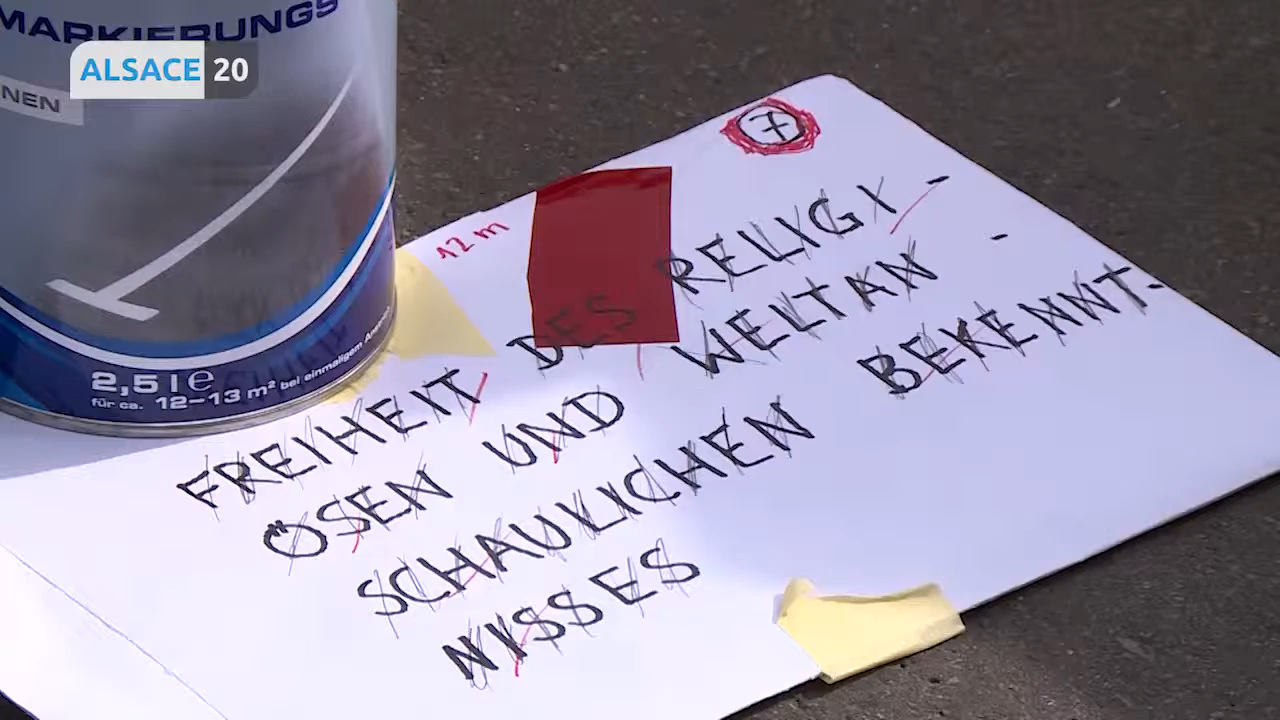 MARKIERUNGS
ALSACE 20
NEN
2,5 l e
für ca. 12–13 m² bei einmaligem
7
12 m
FREIHEIT DES RELIGI-
ÖSEN UND WELTAN-
SCHAULICHEN BEKENNT-
NISSES